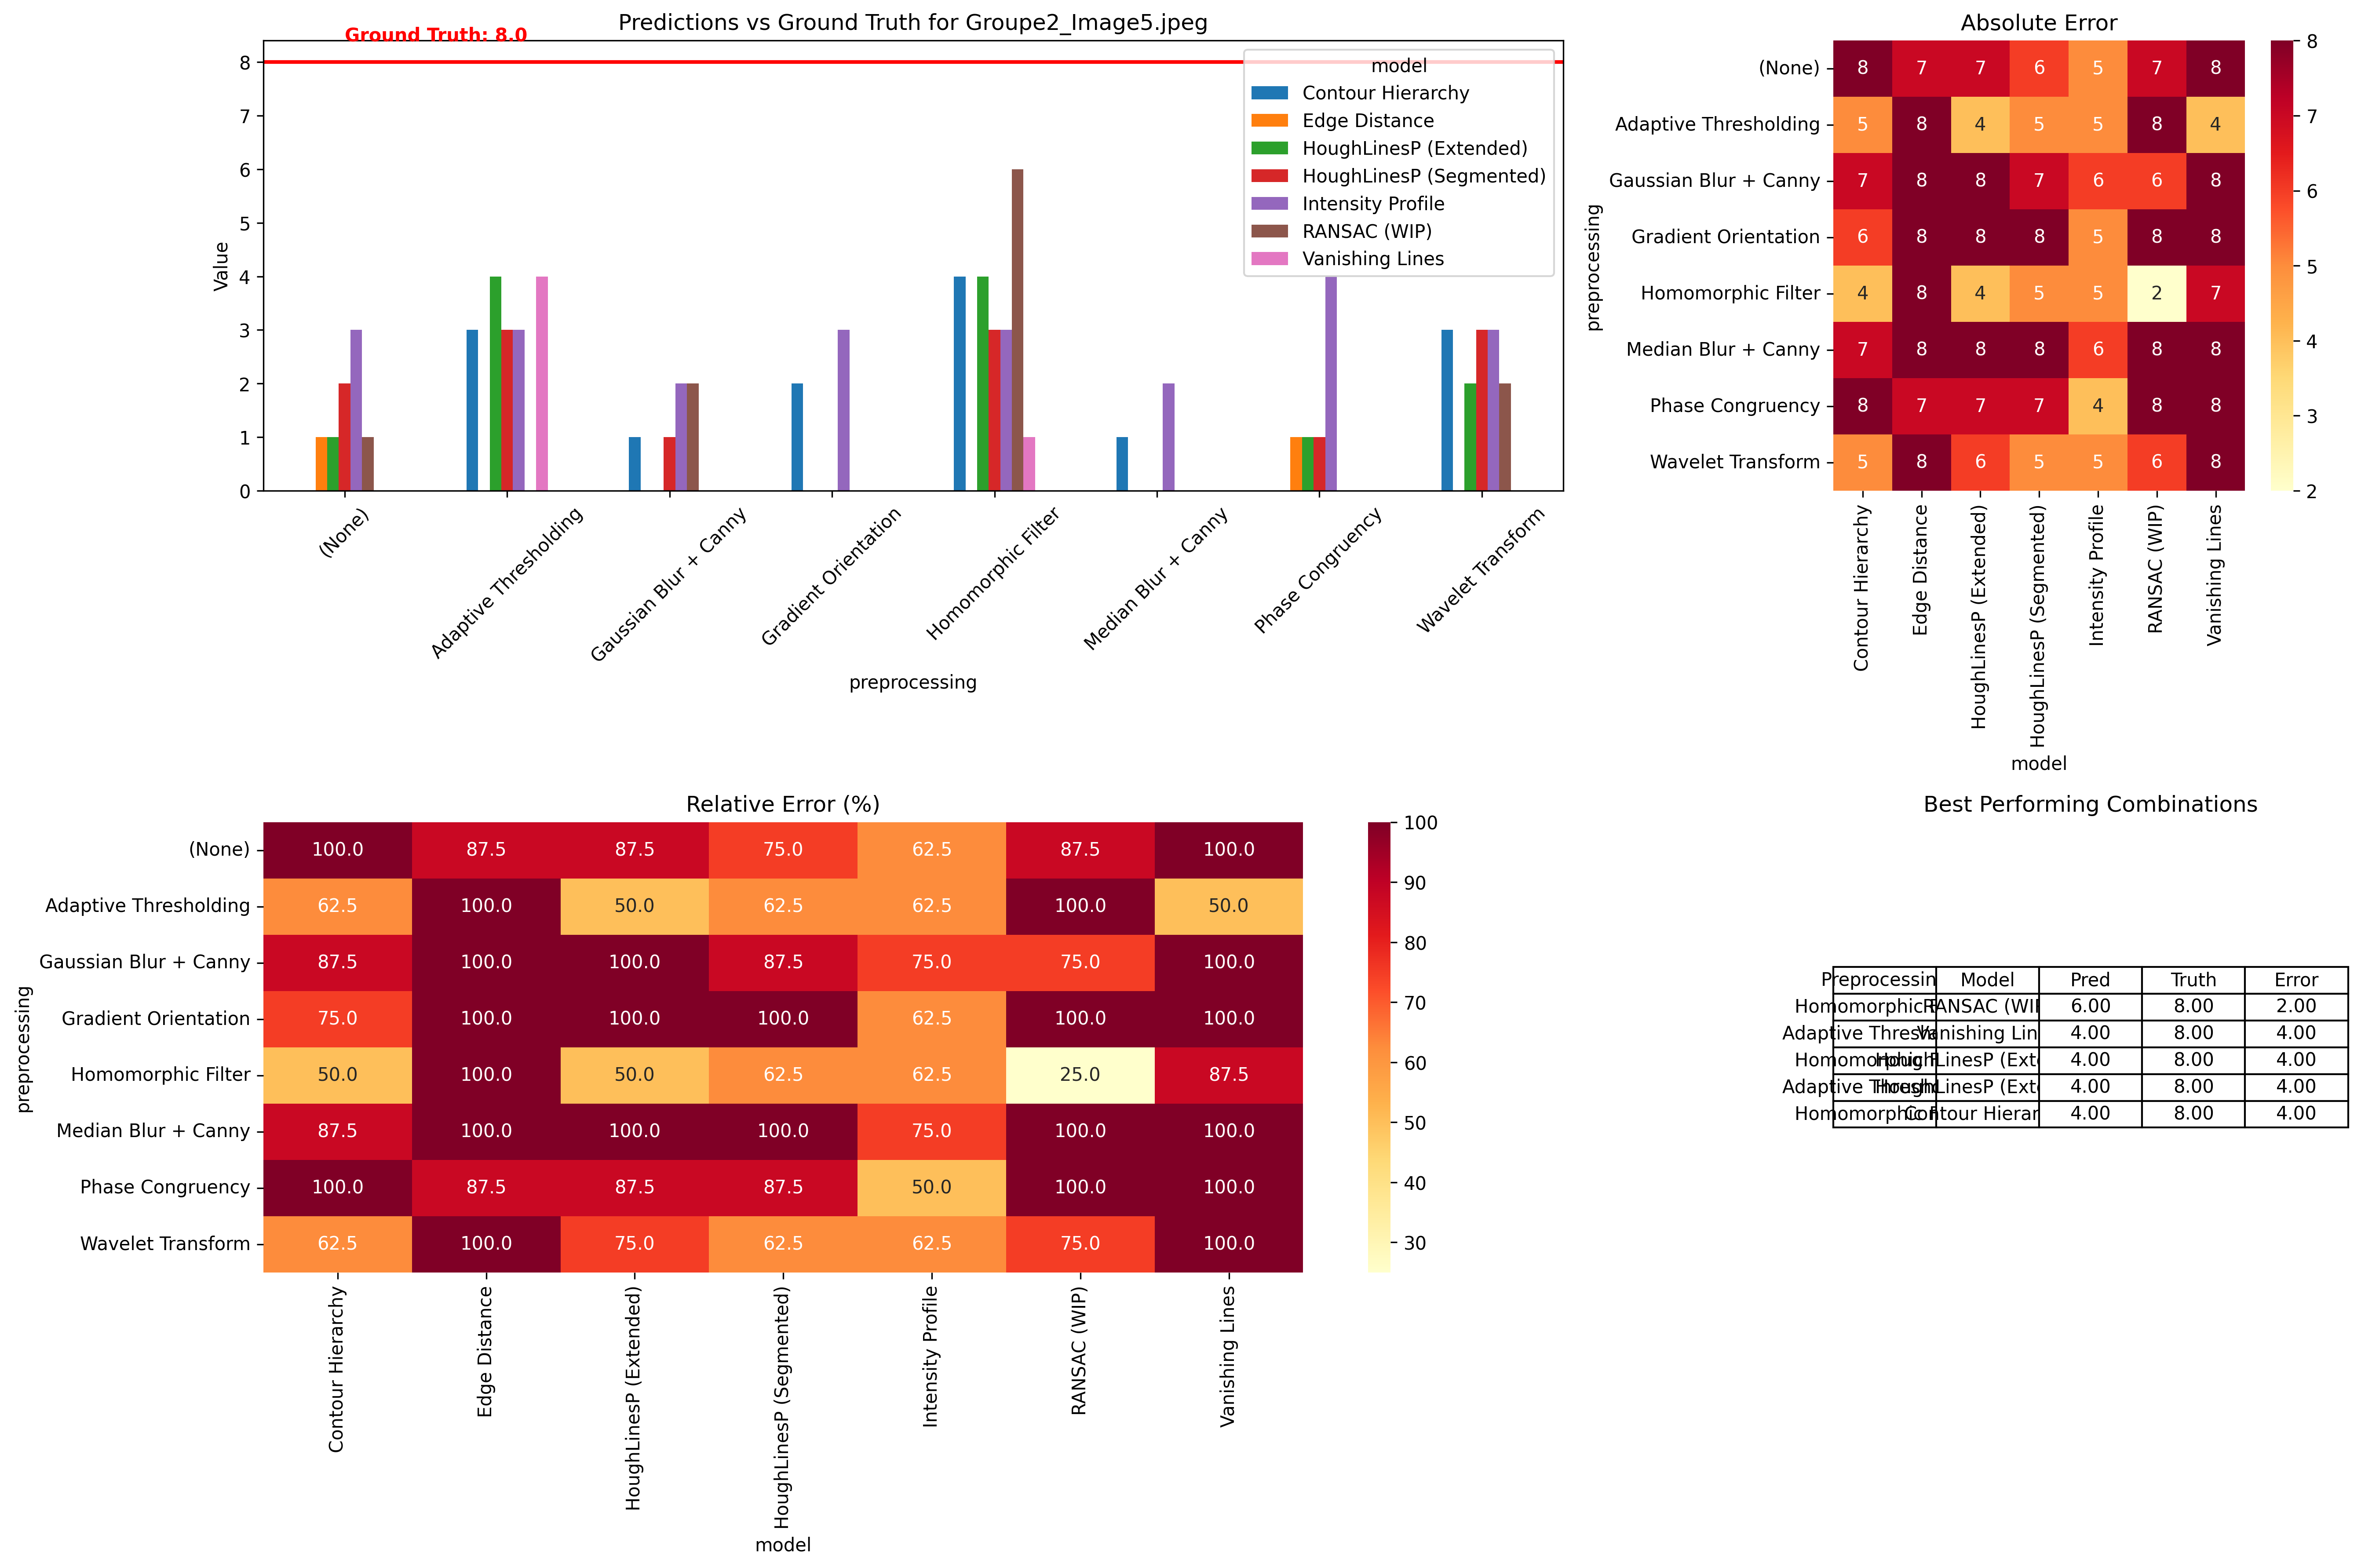 Predictions vs Ground Truth for Groupe2_Image5.jpeg
Ground Truth: 8.0
Value
8
7
6
5
4
3
2
1
0
model
Contour Hierarchy
Edge Distance
HoughLinesP (Extended)
HoughLinesP (Segmented)
Intensity Profile
RANSAC (WIP)
Vanishing Lines
(None)
Adaptive Thresholding
Gaussian Blur + Canny
Gradient Orientation
Homomorphic Filter
Median Blur + Canny
Phase Congruency
Wavelet Transform
preprocessing
Absolute Error
preprocessing
(None) 8 7 7 6 5 7 8
Adaptive Thresholding 5 8 4 5 5 8 4
Gaussian Blur + Canny 7 8 8 7 6 6 8
Gradient Orientation 6 8 8 8 5 8 8
Homomorphic Filter 4 8 4 5 5 2 7
Median Blur + Canny 7 8 8 8 6 8 8
Phase Congruency 8 7 7 7 4 8 8
Wavelet Transform 5 8 6 5 5 6 8
Contour Hierarchy
Edge Distance
HoughLinesP (Extended)
HoughLinesP (Segmented)
Intensity Profile
RANSAC (WIP)
Vanishing Lines
model
8
7
6
5
4
3
2
Relative Error (%)
preprocessing
(None) 100.0 87.5 87.5 75.0 62.5 87.5 100.0
Adaptive Thresholding 62.5 100.0 50.0 62.5 62.5 100.0 50.0
Gaussian Blur + Canny 87.5 100.0 100.0 87.5 75.0 75.0 100.0
Gradient Orientation 75.0 100.0 100.0 100.0 62.5 100.0 100.0
Homomorphic Filter 50.0 100.0 50.0 62.5 62.5 25.0 87.5
Median Blur + Canny 87.5 100.0 100.0 100.0 75.0 100.0 100.0
Phase Congruency 100.0 87.5 87.5 87.5 50.0 100.0 100.0
Wavelet Transform 62.5 100.0 75.0 62.5 62.5 75.0 100.0
Contour Hierarchy
Edge Distance
HoughLinesP (Extended)
HoughLinesP (Segmented)
Intensity Profile
RANSAC (WIP)
Vanishing Lines
model
100
90
80
70
60
50
40
30
Best Performing Combinations
Preprocessin Model Pred Truth Error
Homomorphic RANSAC (WIP 6.00 8.00 2.00
Adaptive Vanishing Lin 4.00 8.00 4.00
Homomorphic HoughLinesP (Ext 4.00 8.00 4.00
Adaptive HoughLinesP (Ext 4.00 8.00 4.00
Homomorphic Contour Hierar 4.00 8.00 4.00